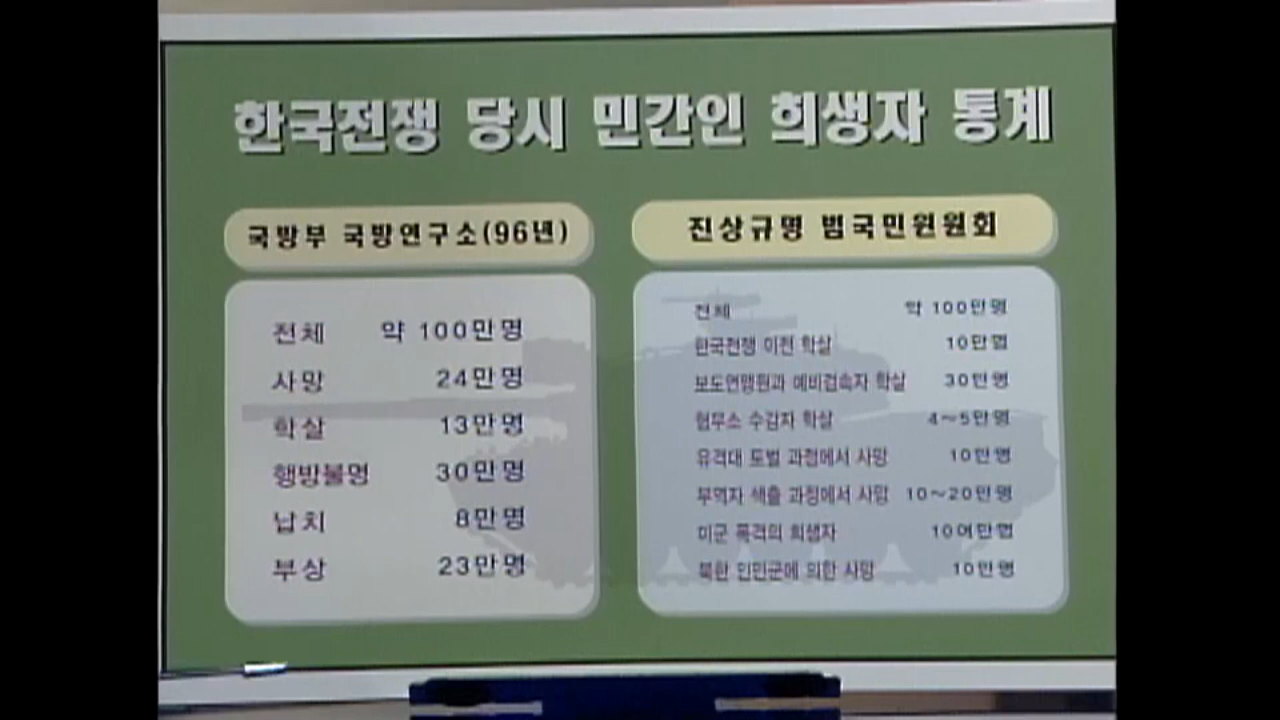 한국전쟁 당시 민간인 희생자 통계
국방부 국방연구소(96년)
전체 약 100만명
사망 24만명
학살 13만명
행방불명 30만명
납치 8만명
부상 23만명
진상규명 범국민위원회
전체 약 100만명
한국전쟁 이전 학살 10만명
보도연맹원과 예비검속자 학살 30만명
형무소 수감자 학살 4~5만명
유격대 토벌 과정에서 사망 10만명
부역자 색출 과정에서 사망 10~20만명
미군 폭격의 희생자 10여만명
북한 인민군에 의한 사망 10만명